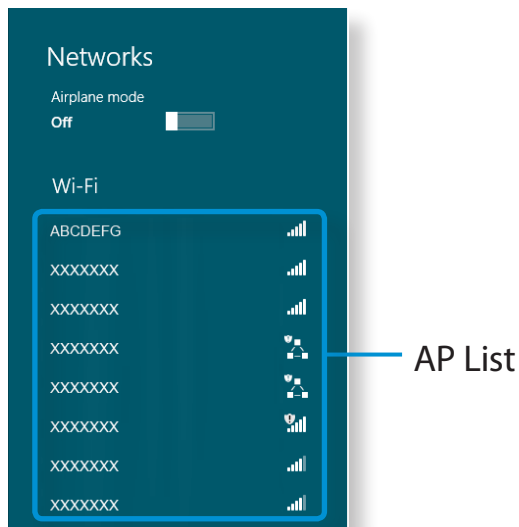 Networks
Airplane mode
Off
Wi-Fi
ABCDEFG
XXXXXXX
XXXXXXX
XXXXXXX
XXXXXXX
XXXXXXX
XXXXXXX
XXXXXXX
AP List